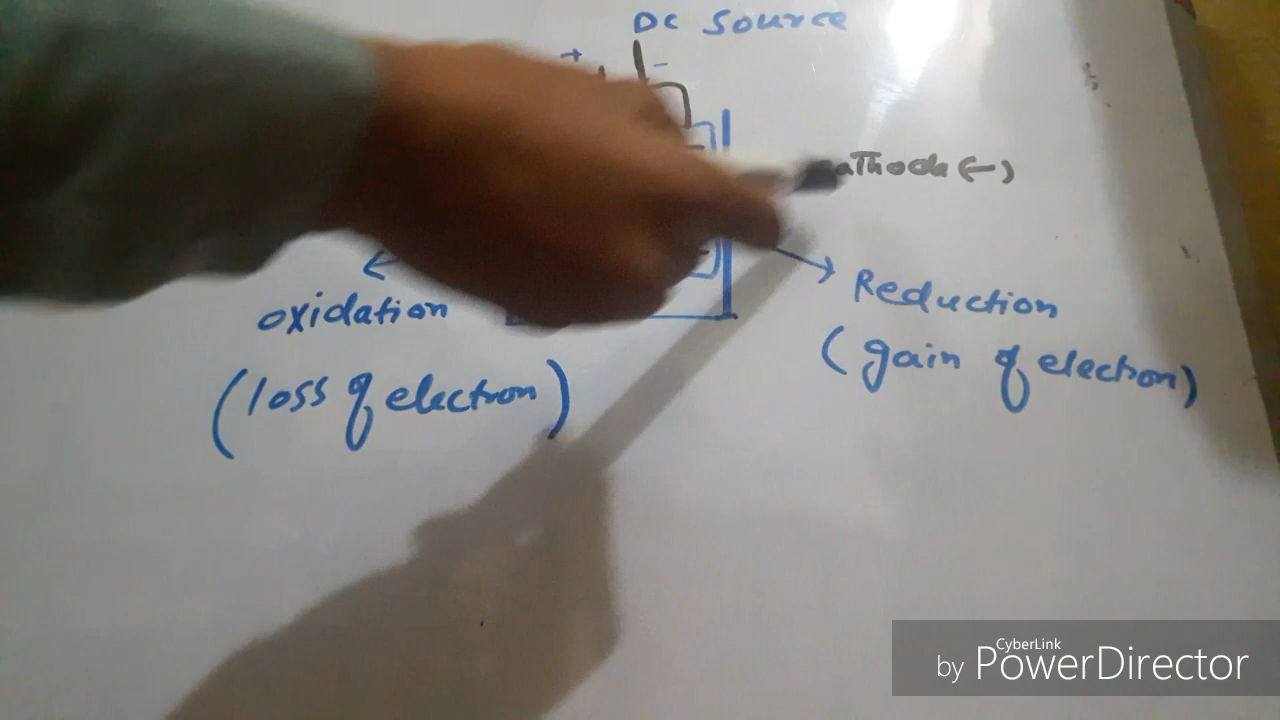 DC Source
+ -
aThode (-)
Reduction
oxidation
(gain of electron)
(loss of electron)
CyberLink
by PowerDirector